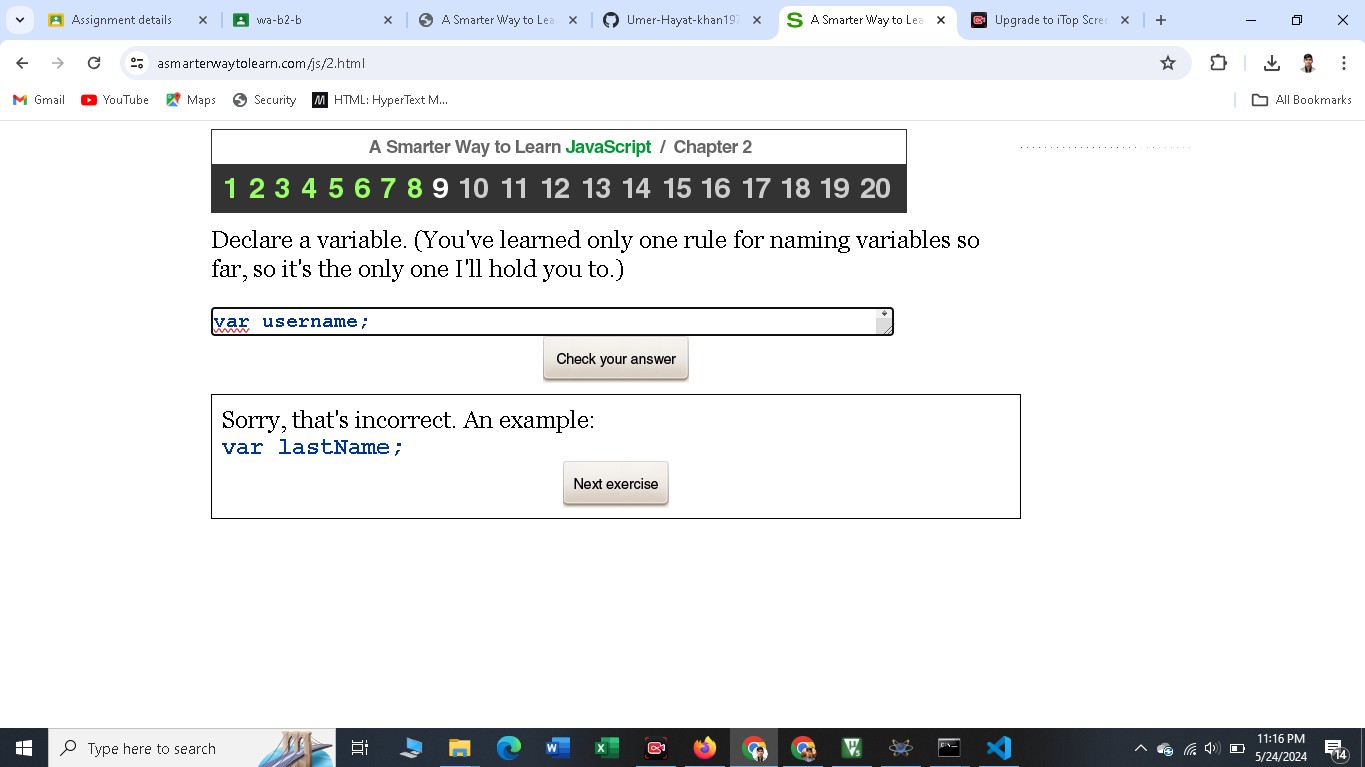 Assignment details
wa-b2-b
A Smarter Way to Lea
Umer-Hayat-khan197
A Smarter Way to Lea
Upgrade to iTop Scree
asmarterwaytolearn.com/js/2.html
Gmail YouTube Maps Security HTML: HyperText M... All Bookmarks
A Smarter Way to Learn JavaScript / Chapter 2
1 2 3 4 5 6 7 8 9 10 11 12 13 14 15 16 17 18 19 20
Declare a variable. (You've learned only one rule for naming variables so
far, so it's the only one I'll hold you to.)
var username;
Check your answer
Sorry, that's incorrect. An example:
var lastName;
Next exercise
Type here to search
11:16 PM
5/24/2024
14